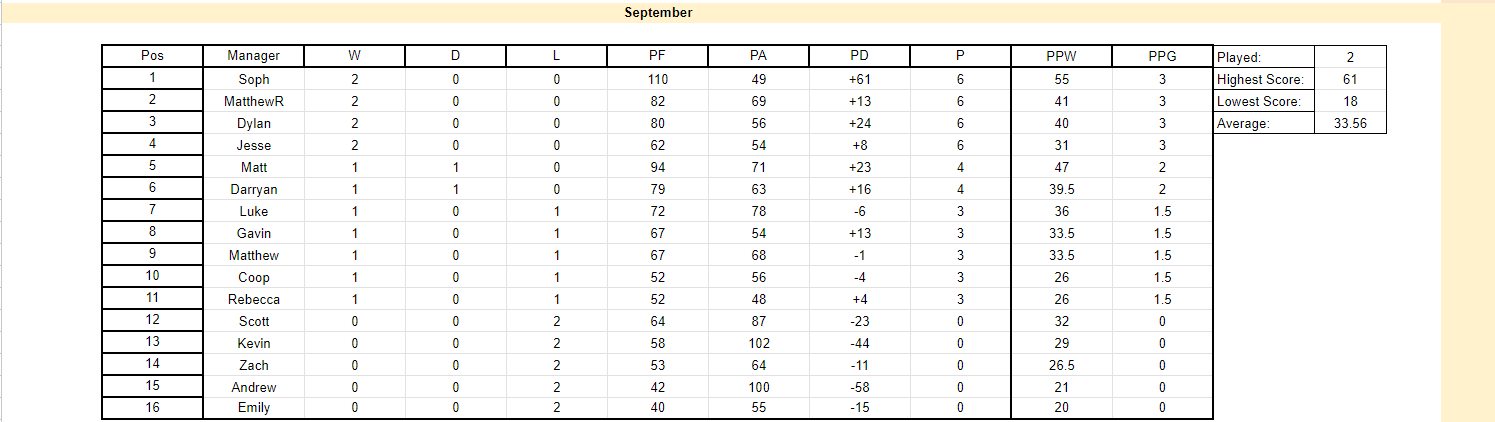 September
Pos Manager W D L PF PA PD P PPW PPG Played: 2
1 Soph 2 0 0 110 49 +61 6 55 3 Highest Score: 61
2 MatthewR 2 0 0 82 69 +13 6 41 3 Lowest Score: 18
3 Dylan 2 0 0 80 56 +24 6 40 3 Average: 33.56
4 Jesse 2 0 0 62 54 +8 6 31 3
5 Matt 1 1 0 94 71 +23 4 47 2
6 Darryan 1 1 0 79 63 +16 4 39.5 2
7 Luke 1 0 1 72 78 -6 3 36 1.5
8 Gavin 1 0 1 67 54 +13 3 33.5 1.5
9 Matthew 1 0 1 67 68 -1 3 33.5 1.5
10 Coop 1 0 1 52 56 -4 3 26 1.5
11 Rebecca 1 0 1 52 48 +4 3 26 1.5
12 Scott 0 0 2 64 87 -23 0 32 0
13 Kevin 0 0 2 58 102 -44 0 29 0
14 Zach 0 0 2 53 64 -11 0 26.5 0
15 Andrew 0 0 2 42 100 -58 0 21 0
16 Emily 0 0 2 40 55 -15 0 20 0